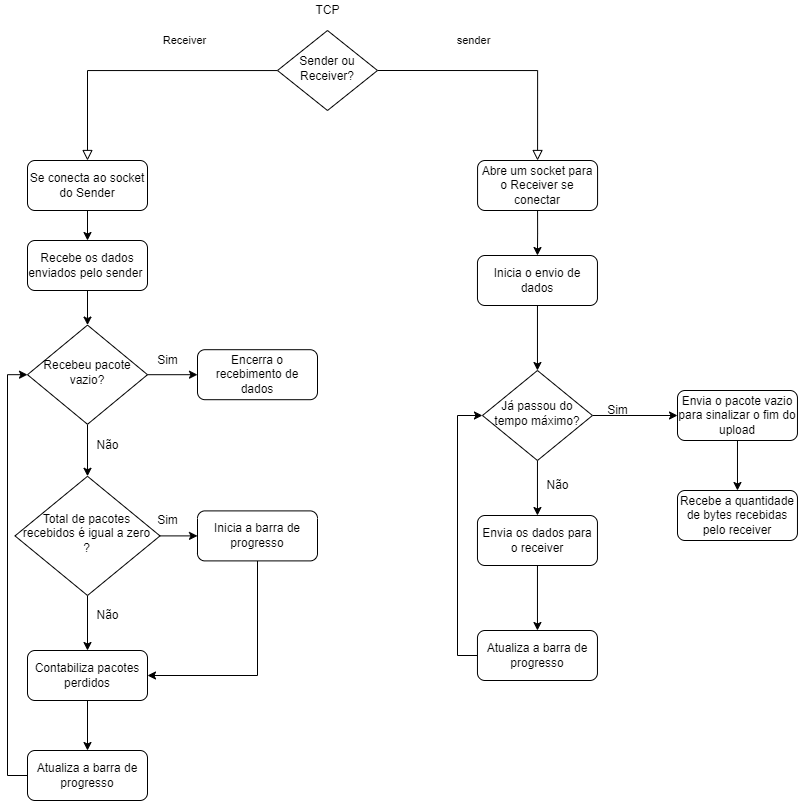 TCP
Receiver
sender
Sender ou
Receiver?
Se conecta ao socket
do Sender
Recebe os dados
enviados pelo sender
Recebeu pacote
vazio?
Sim
Encerra o
recebimento de
dados
Não
Total de pacotes
recebidos é igual a zero
?
Sim
Inicia a barra de
progresso
Não
Contabiliza pacotes
perdidos
Atualiza a barra de
progresso
Abre um socket para
o Receiver se
conectar
Inicia o envio de
dados
Já passou do
tempo máximo?
Sim
Envia o pacote vazio
para sinalizar o fim do
upload
Recebe a quantidade
de bytes recebidas
pelo receiver
Não
Envia os dados para
o receiver
Atualiza a barra de
progresso